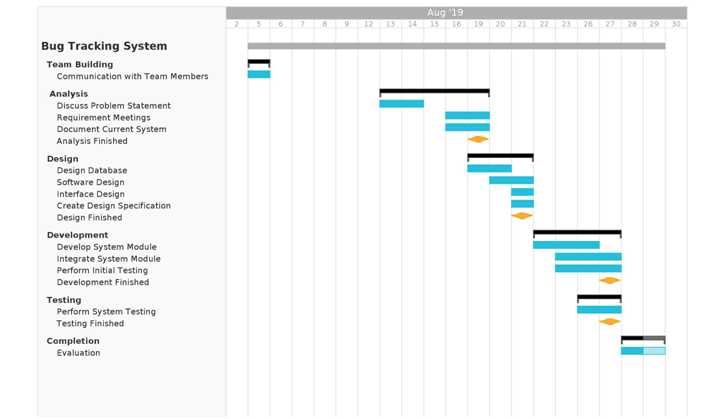 Aug '19
2 5 6 7 8 9 12 13 14 15 16 19 20 21 22 23 26 27 28 29 30
Bug Tracking System
Team Building
Communication with Team Members
Analysis
Discuss Problem Statement
Requirement Meetings
Document Current System
Analysis Finished
Design
Design Database
Software Design
Interface Design
Create Design Specification
Design Finished
Development
Develop System Module
Integrate System Module
Perform Initial Testing
Development Finished
Testing
Perform System Testing
Testing Finished
Completion
Evaluation